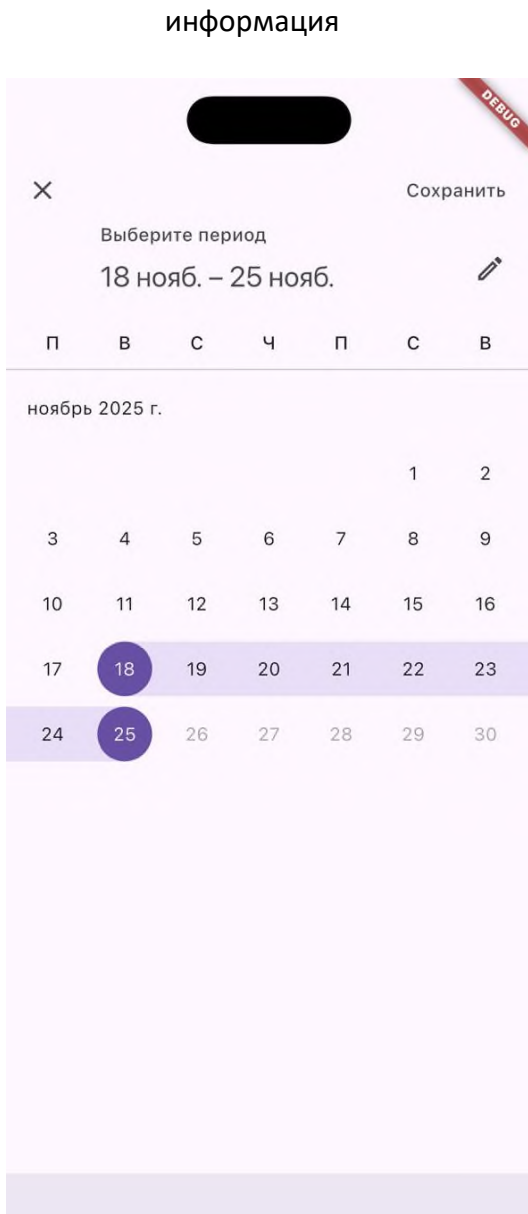 информация
DEBUG
Сохранить
Выберите период
18 нояб. – 25 нояб.
П В С Ч П С В
ноябрь 2025 г.
1 2
3 4 5 6 7 8 9
10 11 12 13 14 15 16
17 18 19 20 21 22 23
24 25 26 27 28 29 30